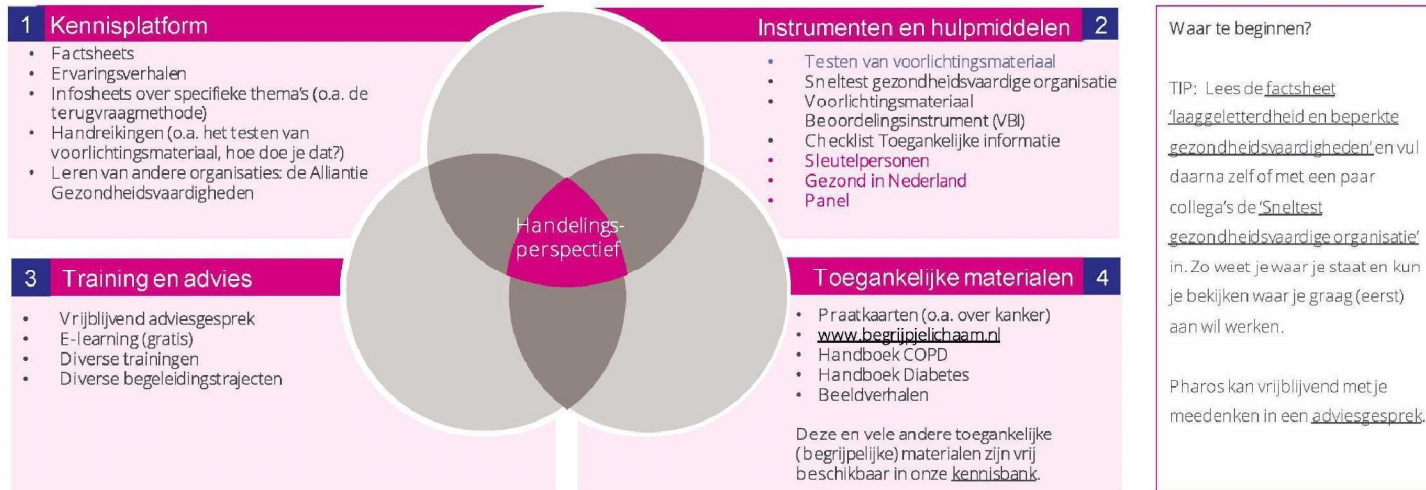 1 Kennisplatform
• Factsheets
• Ervaringsverhalen
• Infosheets over specifieke thema's (o.a. de
terugvraagmethode)
• Handreikingen (o.a. het testen van
voorlichtingsmateriaal, hoe doe je dat?)
• Leren van andere organisaties: de Alliantie
Gezondheidsvaardigheden
Instrumenten en hulpmiddelen 2
• Testen van voorlichtingsmateriaal
• Sneltest gezondheidsvaardige organisatie
• Voorlichtingsmateriaal
Beoordelingsinstrument (VBI)
• Checklist Toegankelijke informatie
• Sleutelpersonen
• Gezond in Nederland
• Panel
Handelings-
perspectief
3 Training en advies
• Vrijblijvend adviesgesprek
• E-learning (gratis)
• Diverse trainingen
• Diverse begeleidingstrajecten
Toegankelijke materialen 4
• Praatkaarten (o.a. over kanker)
• www.begrijpjelichaam.nl
• Handboek COPD
• Handboek Diabetes
• Beeldverhalen
Deze en vele andere toegankelijke
(begrijpelijke) materialen zijn vrij
beschikbaar in onze kennisbank.
Waar te beginnen?
TIP: Lees de factsheet
'laaggeletterdheid en beperkte
gezondheidsvaardigheden' en vul
daarna zelf of met een paar
collega's de 'Sneltest
gezondheidsvaardige organisatie'
in. Zo weet je waar je staat en kun
je bekijken waar je graag (eerst)
aan wil werken.
Pharos kan vrijblijvend met je
meedenken in een adviesgesprek.